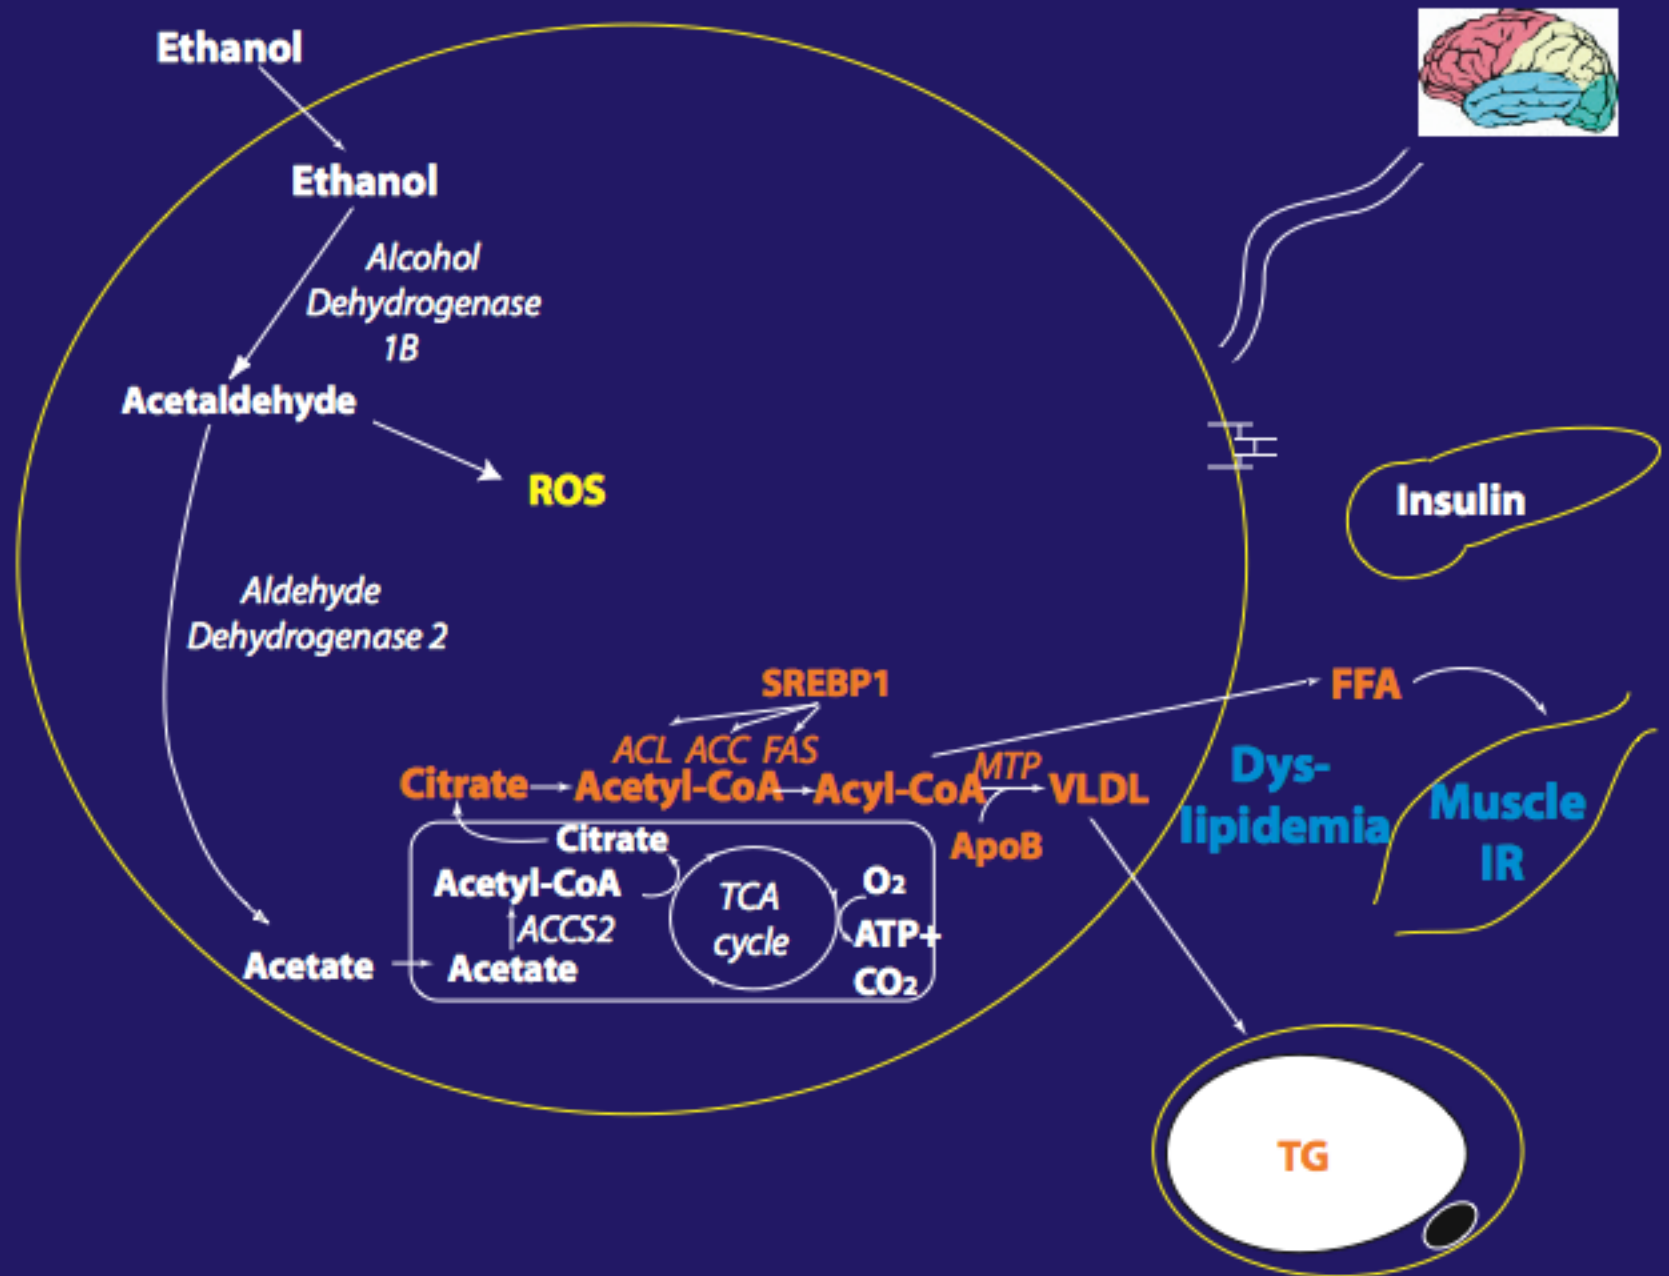 Ethanol
Ethanol
Alcohol
Dehydrogenase
1B
Acetaldehyde
ROS
Insulin
Aldehyde
Dehydrogenase 2
SREBP1
FFA
ACL ACC FAS
MTP
Citrate
Acetyl-CoA
Acyl-CoA
VLDL
Dys-
lipidemia
Muscle
IR
ApoB
Citrate
Acetyl-CoA
ACCS2
TCA
cycle
O2
ATP+
CO2
Acetate
Acetate
TG